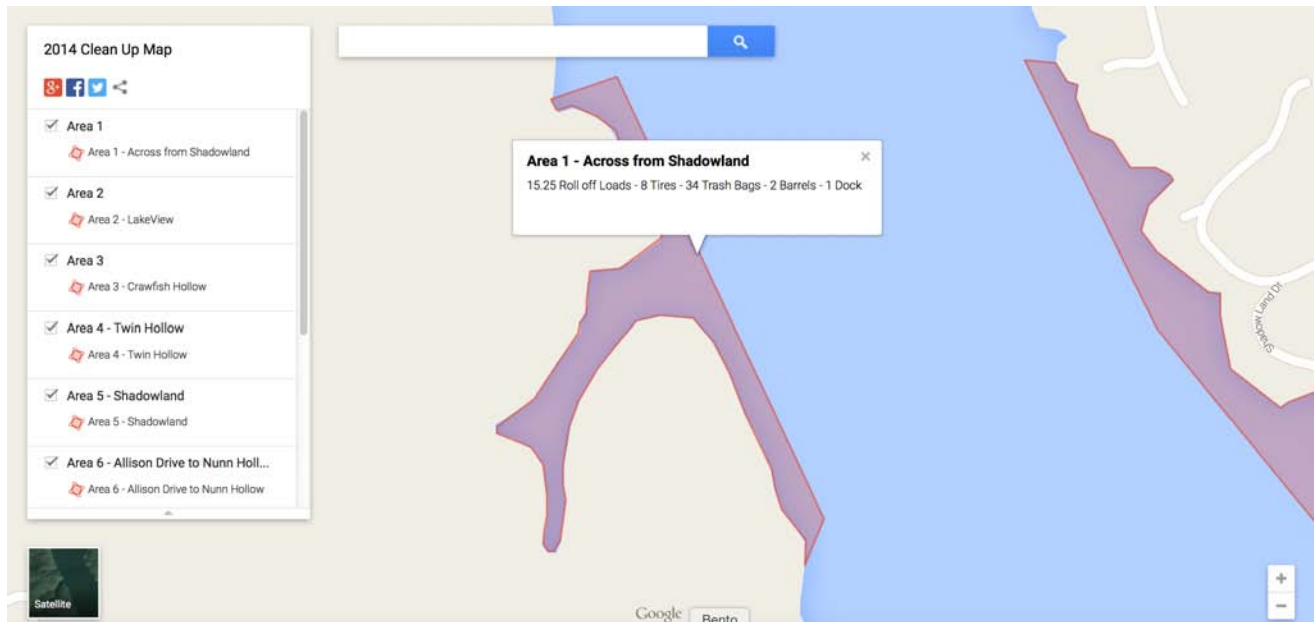 2014 Clean Up Map
Area 1
Area 1 - Across from Shadowland
Area 2
Area 2 - LakeView
Area 3
Area 3 - Crawfish Hollow
Area 4 - Twin Hollow
Area 4 - Twin Hollow
Area 5 - Shadowland
Area 5 - Shadowland
Area 6 - Allison Drive to Nunn Holl...
Area 6 - Allison Drive to Nunn Hollow
Area 1 - Across from Shadowland
15.25 Roll off Loads - 8 Tires - 34 Trash Bags - 2 Barrels - 1 Dock
Shadow Land Dr
Satellite
Google
Bento